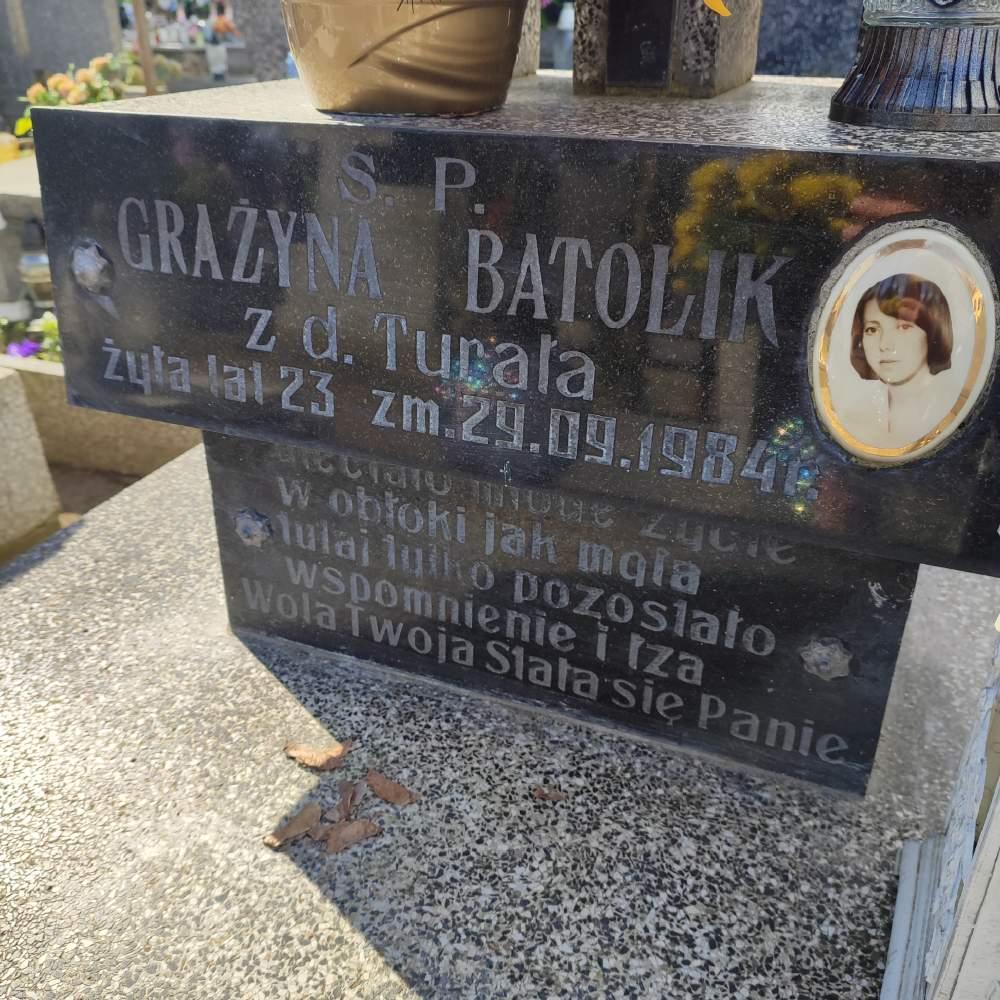 S. P.
GRAŻYNA BATOLIK
z d. Turała
żyła lat 23 zm. 29.09.1984r.
młode życie
w obłoki jak mgła
tutaj tylko pozostało
wspomnienie i łza
Wola Twoja Stała się Panie